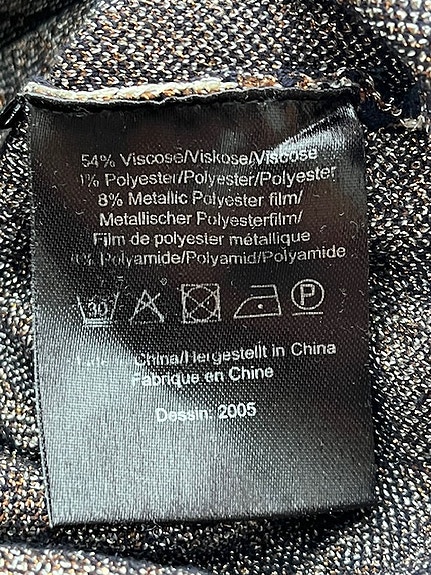 54% Viscose/Viskose/Viscose
Polyester/Polyester/Polyester
8% Metallic Polyester film/
Metallischer Polyesterfilm/
Film de polyester métallique
Polyamide/Polyamid/Polyamide
30 A P
China/Hergestellt in China
Fabrique en Chine
Dessin: 2005